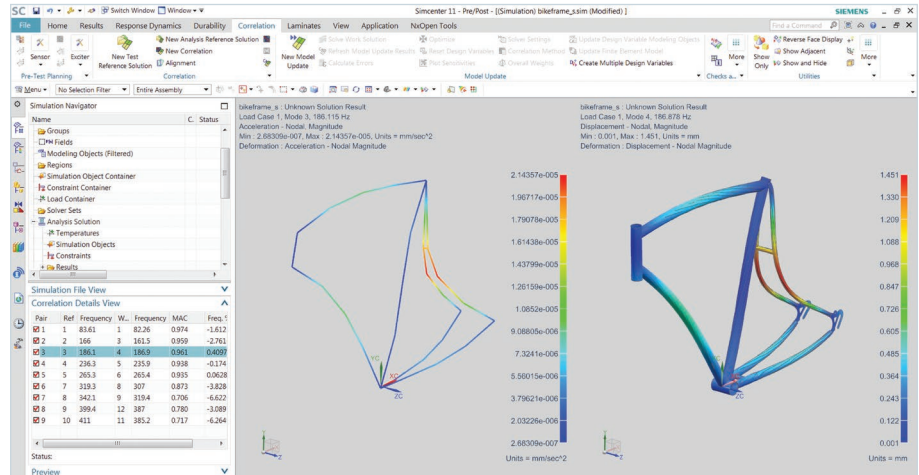 SC Switch Window Window Simcenter 11 - Pre/Post - [(Simulation) bikeframe_s.sim (Modified) ] SIEMENS
File Home Results Response Dynamics Durability Correlation Laminates View Application NxOpen Tools Find a Command
Sensor Exciter New Test Reference Solution New Analysis Reference Solution New Model Update Solve Work Solution Optimize Solver Settings Update Design Variable Modeling Objects More Show Only Reverse Face Display More
New Correlation Refresh Model Update Results Reset Design Variables Correlation Methods Update Finite Element Model Show Adjacent
Alignment Calculate Errors Plot Sensitivities Overall Weights Create Multiple Design Variables Show and Hide
Pre-Test Planning Correlation Model Update Checks a... Utilities
Menu No Selection Filter Entire Assembly
Simulation Navigator
Name C. Status
Groups
Fields
Modeling Objects (Filtered)
Regions
Simulation Object Container
Constraint Container
Load Container
Solver Sets
Analysis Solution
Temperatures
Simulation Objects
Constraints
Results
Simulation File View
Correlation Details View
Pair Ref Frequency W... Frequency MAC Freq. %
1 1 83.61 1 82.26 0.974 -1.612
2 2 166 3 161.5 0.959 -2.761
3 3 186.1 4 186.9 0.961 0.4097
4 4 236.3 5 235.9 0.938 -0.174
5 5 265.3 6 265.4 0.935 0.0628
6 7 319.3 8 307 0.873 -3.828
7 8 342.1 9 319.4 0.706 -6.622
8 9 399.4 12 387 0.780 -3.089
9 10 411 11 385.2 0.717 -6.264
Status:
Preview
bikeframe_s : Unknown Solution Result
Load Case 1, Mode 3, 186.115 Hz
Acceleration - Nodal, Magnitude
Min : 2.68309e-007, Max : 2.14357e-005, Units = mm/sec^2
Deformation : Acceleration - Nodal Magnitude
2.14357e-005
1.96717e-005
1.79078e-005
1.61438e-005
1.43799e-005
1.26159e-005
1.0852e-005
9.08805e-006
7.3241e-006
5.56015e-006
3.79621e-006
2.03226e-006
2.68309e-007
Units = mm/sec^2
YC
XC
ZC
Y
Z
bikeframe_s : Unknown Solution Result
Load Case 1, Mode 4, 186.878 Hz
Displacement - Nodal, Magnitude
Min : 0.001, Max : 1.451, Units = mm
Deformation : Displacement - Nodal Magnitude
1.451
1.330
1.209
1.088
0.968
0.847
0.726
0.605
0.485
0.364
0.243
0.122
0.001
Units = mm
YC
XC
ZC
Y
Z